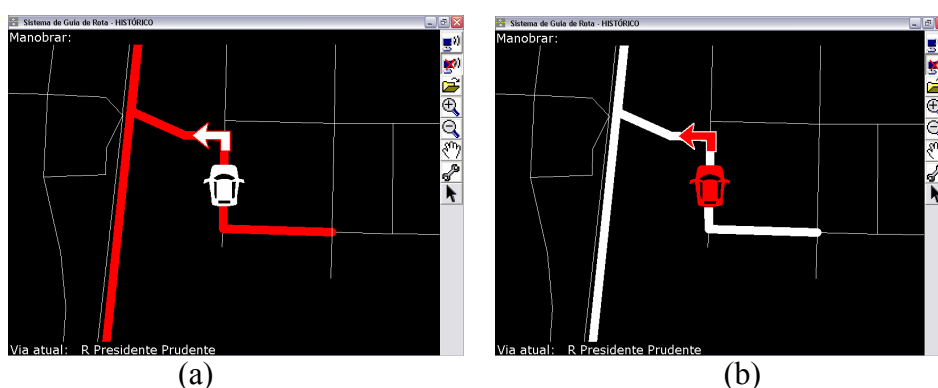 Sistema de Guia de Rota - HISTÓRICO
Manobrar:
Via atual: R Presidente Prudente
(a)
Sistema de Guia de Rota - HISTÓRICO
Manobrar:
Via atual: R Presidente Prudente
(b)